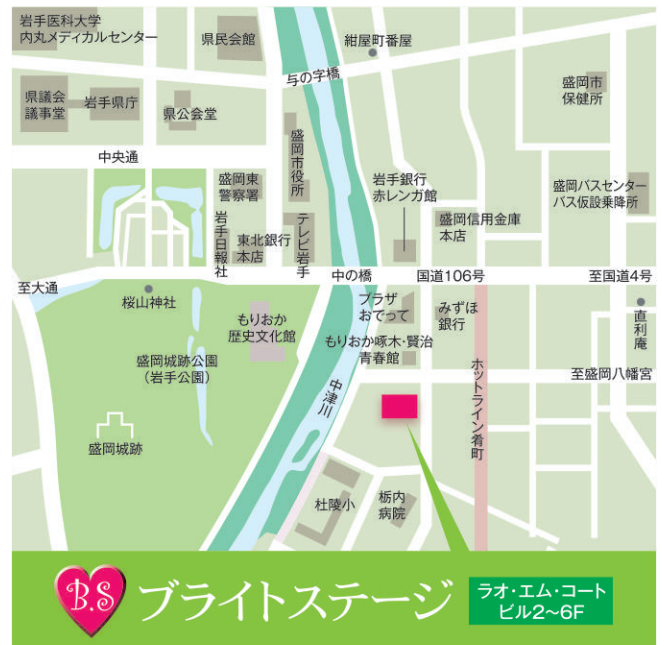 岩手医科大学
内丸メディカルセンター
県民会館
紺屋町番屋
与の字橋
盛岡市
保健所
県議会
議事堂
岩手県庁
県公会堂
盛岡市役所
中央通
盛岡東
警察署
岩手銀行
赤レンガ館
盛岡バスセンター
バス仮設乗降所
盛岡信用金庫
本店
岩手日報社
東北銀行
本店
テレビ岩手
至大通
中の橋
国道106号
至国道4号
桜山神社
プラザ
おでって
みずほ
銀行
直利庵
もりおか
歴史文化館
もりおか啄木・賢治
青春館
盛岡城跡公園
(岩手公園)
中津川
ホットライン肴町
至盛岡八幡宮
盛岡城跡
杜陵小
栃内
病院
B.S
ブライトステージ
ラオ・エム・コート
ビル2~6F